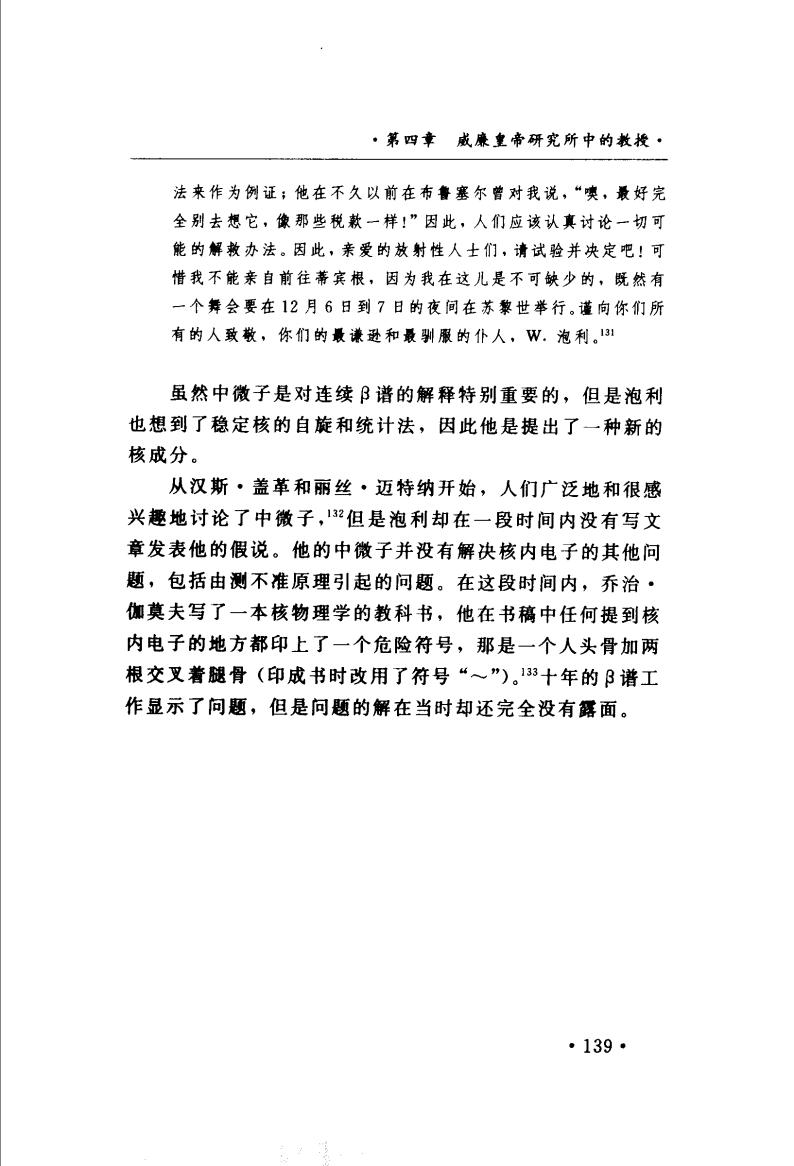 ·第四章 威廉皇帝研究所中的教授·
法来作为例证；他在不久以前在布鲁塞尔曾对我说，“噢，最好完
全别去想它，像那些税款一样！”因此，人们应该认真讨论一切可
能的解救办法。因此，亲爱的放射性人士们，请试验并决定吧！可
惜我不能亲自前往蒂宾根，因为我在这儿是不可缺少的，既然有
一个舞会要在12月6日到7日的夜间在苏黎世举行。谨向你们所
有的人致敬，你们的最谦逊和最驯服的仆人，W. 泡利。131
虽然中微子是对连续β谱的解释特别重要的，但是泡利
也想到了稳定核的自旋和统计法，因此他是提出了一种新的
核成分。
从汉斯·盖革和丽丝·迈特纳开始，人们广泛地和很感
兴趣地讨论了中微子，132但是泡利却在一段时间内没有写文
章发表他的假说。他的中微子并没有解决核内电子的其他问
题，包括由测不准原理引起的问题。在这段时间内，乔治·
伽莫夫写了一本核物理学的教科书，他在书稿中任何提到核
内电子的地方都印上了一个危险符号，那是一个人头骨加两
根交叉着腿骨（印成书时改用了符号“～”）。133十年的β谱工
作显示了问题，但是问题的解在当时却还完全没有露面。
·139·